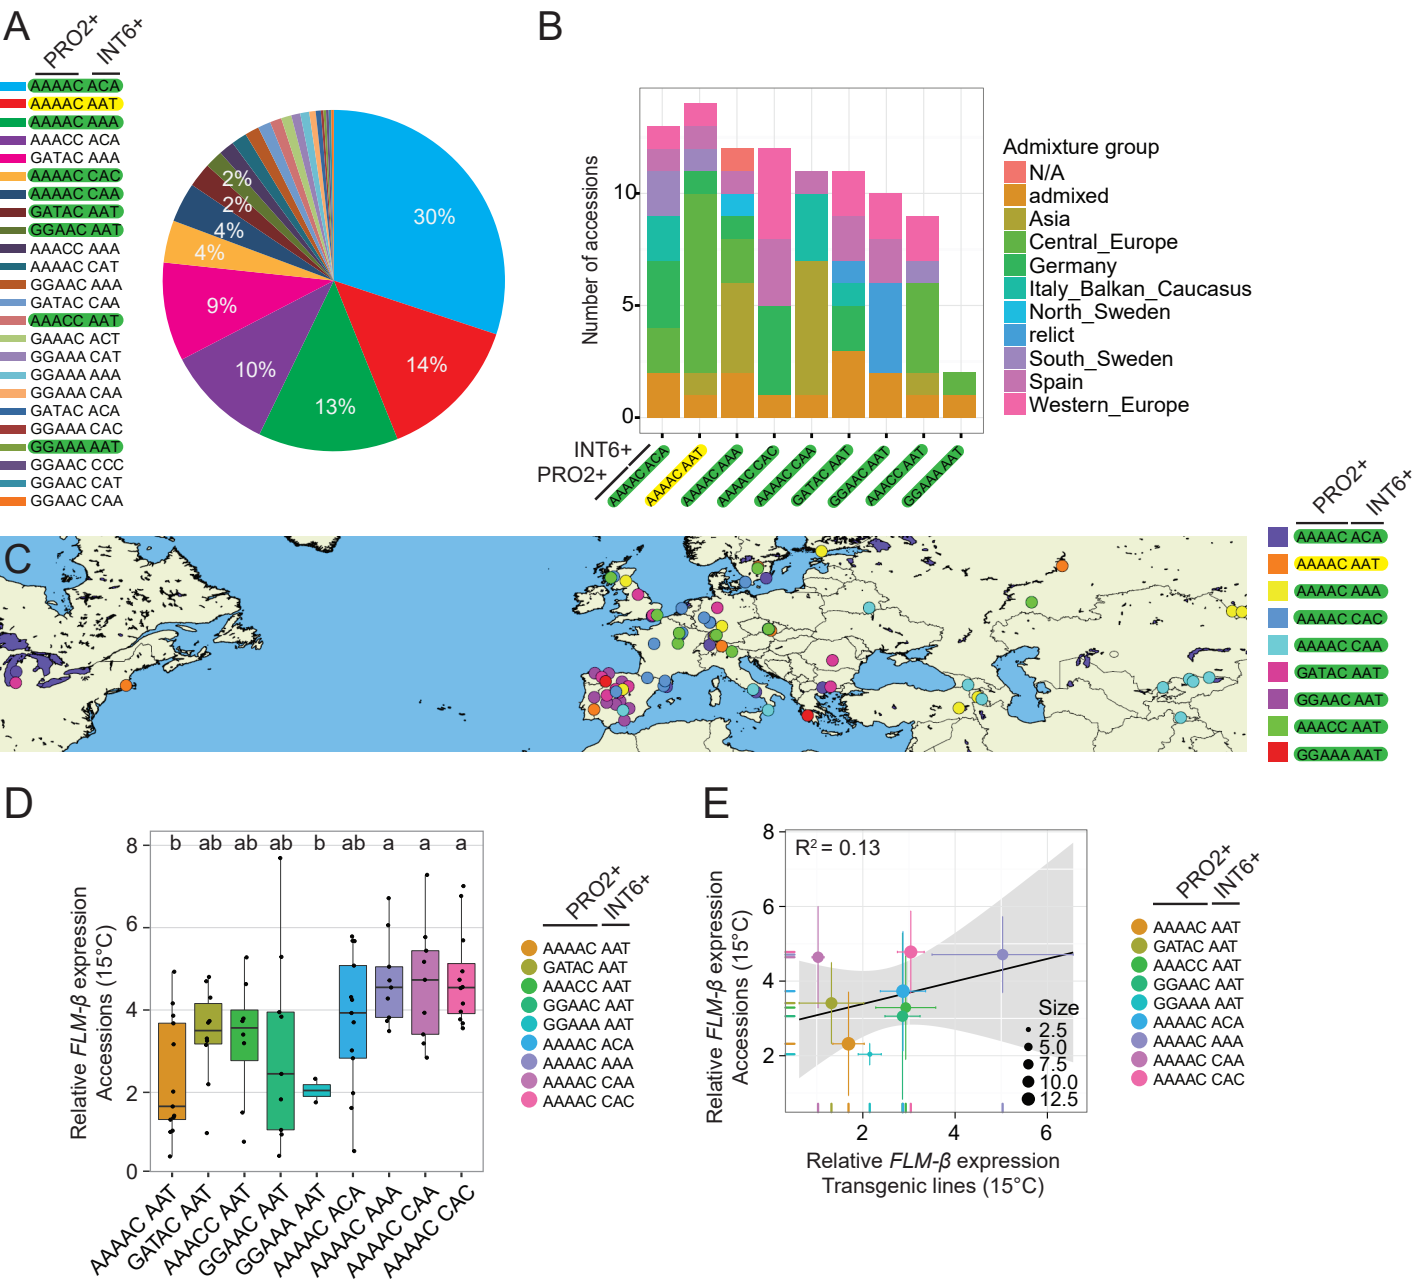 A
PRO2+
INT6+
AAAAC ACA
AAAAC AAT
AAAAC AAA
AAACC ACA
GATAC AAA
AAAAC CAC
AAAAC CAA
GATAC AAT
GGAAC AAT
AAACC AAA
AAAAC CAT
GGAAC AAA
GATAC CAA
AAACC AAT
GAAAC ACT
GGAAA CAT
GGAAA AAA
GGAAA CAA
GATAC ACA
GGAAA CAC
GGAAA AAT
GGAAC CCC
GGAAC CAT
GGAAC CAA
30%
14%
13%
10%
9%
4%
4%
2%
2%
B
Number of accessions
10
5
0
INT6+
PRO2+
AAAAC ACA
AAAAC AAT
AAAAC AAA
AAAAC CAC
AAAAC CAA
GATAC AAT
GGAAC AAT
AAACC AAT
GGAAA AAT
Admixture group
N/A
admixed
Asia
Central_Europe
Germany
Italy_Balkan_Caucasus
North_Sweden
relict
South_Sweden
Spain
Western_Europe
C
PRO2+
INT6+
AAAAC ACA
AAAAC AAT
AAAAC AAA
AAAAC CAC
AAAAC CAA
GATAC AAT
GGAAC AAT
AAACC AAT
GGAAA AAT
D
Relative FLM-β expression
Accessions (15°C)
8
6
4
2
0
b ab ab ab b ab a a a
AAAAC AAT
GATAC AAT
AAACC AAT
GGAAC AAT
GGAAA AAT
AAAAC ACA
AAAAC AAA
AAAAC CAA
AAAAC CAC
PRO2+
INT6+
AAAAC AAT
GATAC AAT
AAACC AAT
GGAAC AAT
GGAAA AAT
AAAAC ACA
AAAAC AAA
AAAAC CAA
AAAAC CAC
E
Relative FLM-β expression
Accessions (15°C)
8
6
4
2
R² = 0.13
Size
2.5
5.0
7.5
10.0
12.5
2 4 6
Relative FLM-β expression
Transgenic lines (15°C)
PRO2+
INT6+
AAAAC AAT
GATAC AAT
AAACC AAT
GGAAC AAT
GGAAA AAT
AAAAC ACA
AAAAC AAA
AAAAC CAA
AAAAC CAC